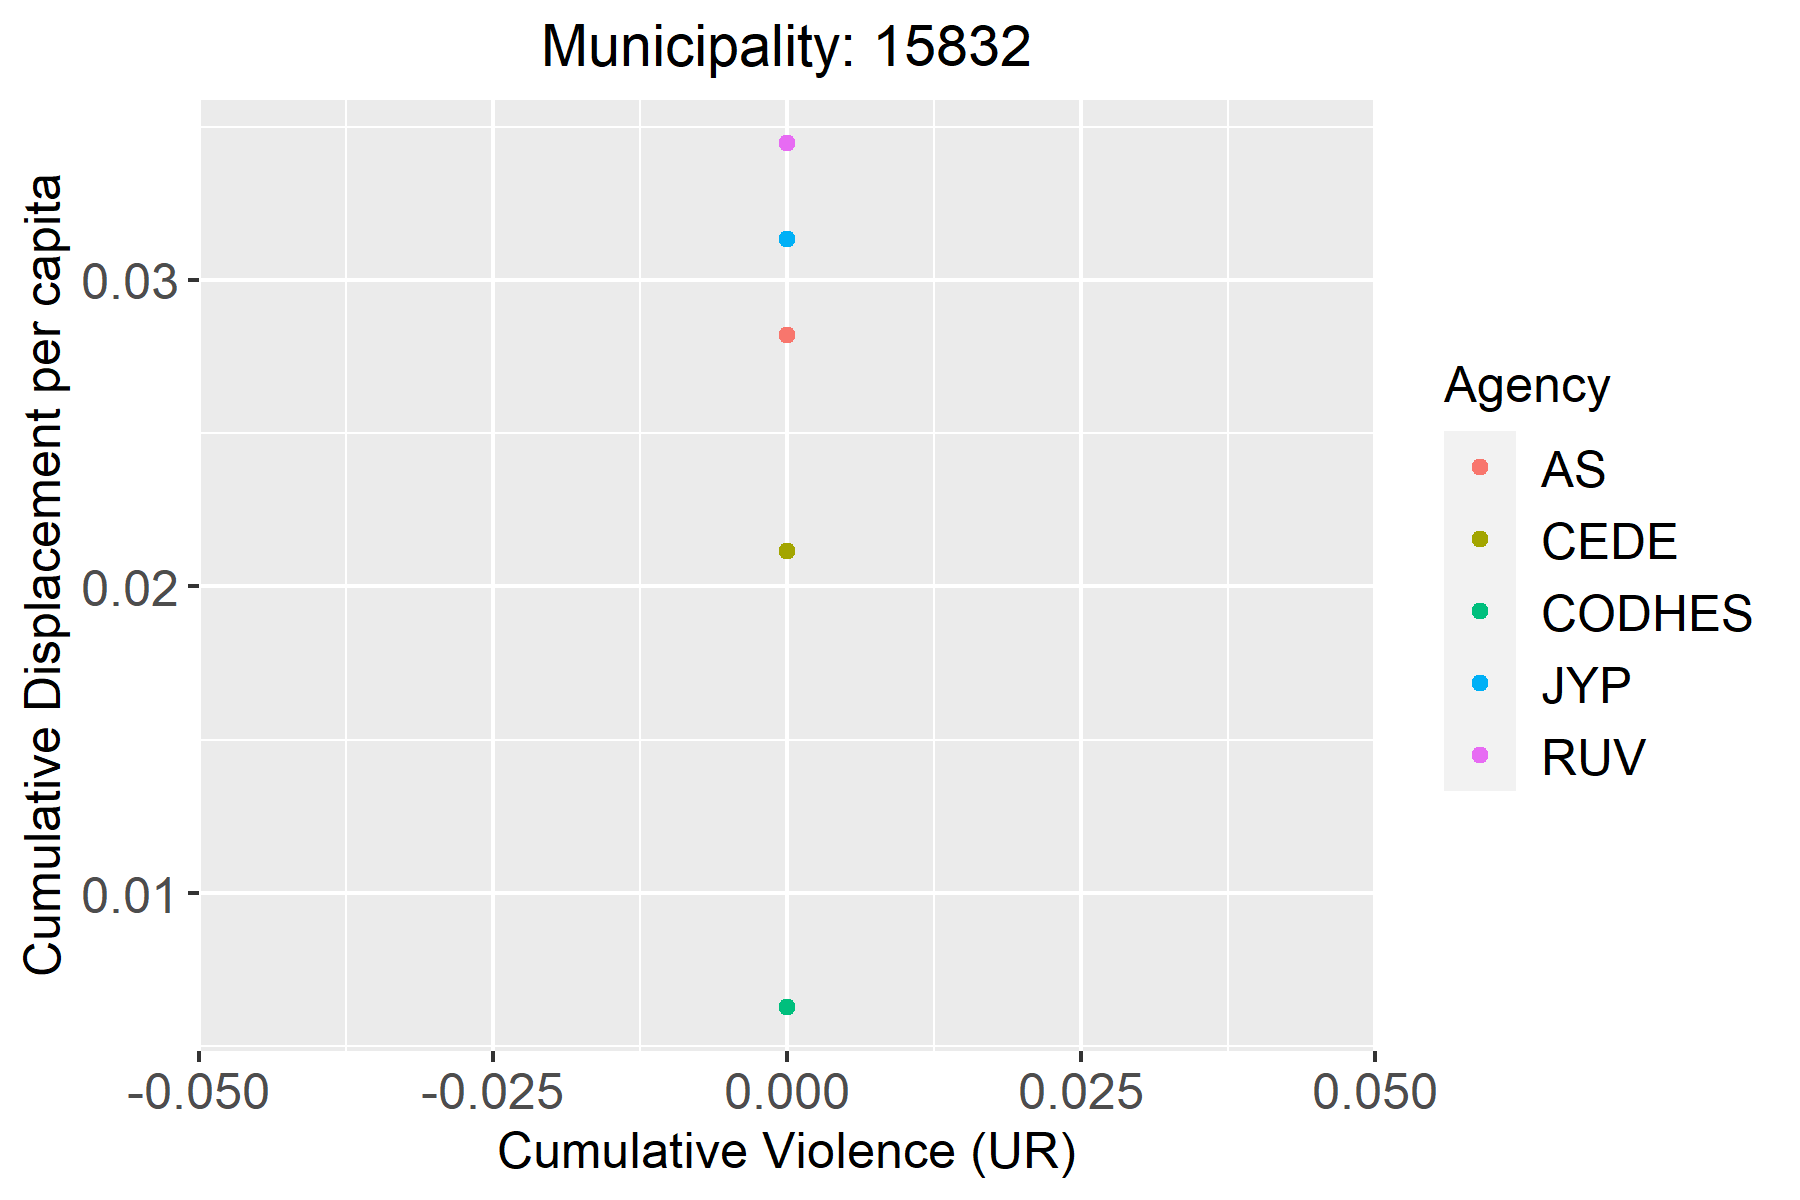 Municipality: 15832
Cumulative Displacement per capita
0.03
0.02
0.01
-0.050
-0.025
0.000
0.025
0.050
Cumulative Violence (UR)
Agency
AS
CEDE
CODHES
JYP
RUV